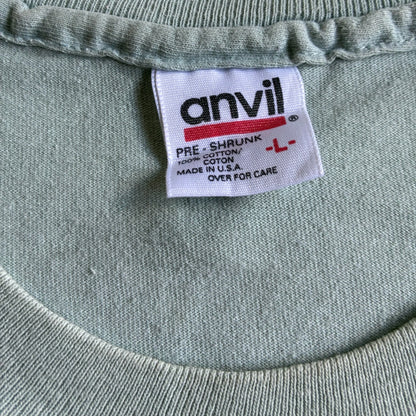 anvil®
PRE-SHRUNK
100% COTTON/
COTON
MADE IN U.S.A.
OVER FOR CARE
-L-